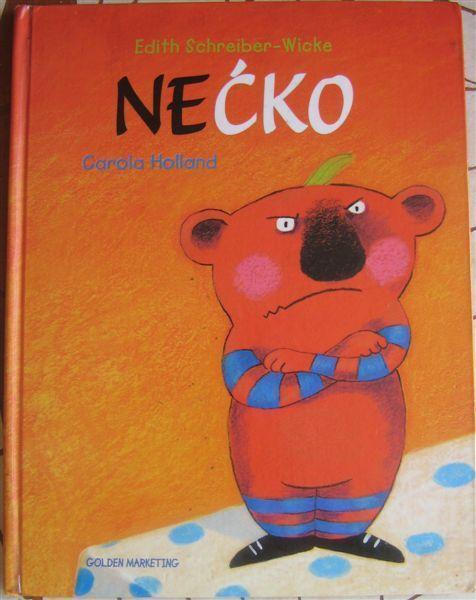 Edith Schreiber-Wicke
NEĆKO
Carola Holland
GOLDEN MARKETING